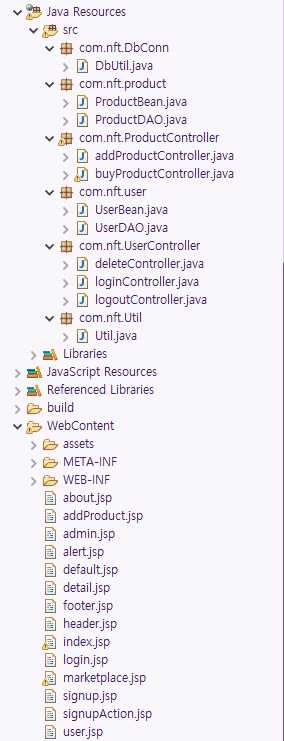 Java Resources
src
com.nft.DbConn
DbUtil.java
com.nft.product
ProductBean.java
ProductDAO.java
com.nft.ProductController
addProductController.java
buyProductController.java
com.nft.user
UserBean.java
UserDAO.java
com.nft.UserController
deleteController.java
loginController.java
logoutController.java
com.nft.Util
Util.java
Libraries
JavaScript Resources
Referenced Libraries
build
WebContent
assets
META-INF
WEB-INF
about.jsp
addProduct.jsp
admin.jsp
alert.jsp
default.jsp
detail.jsp
footer.jsp
header.jsp
index.jsp
login.jsp
marketplace.jsp
signup.jsp
signupAction.jsp
user.jsp